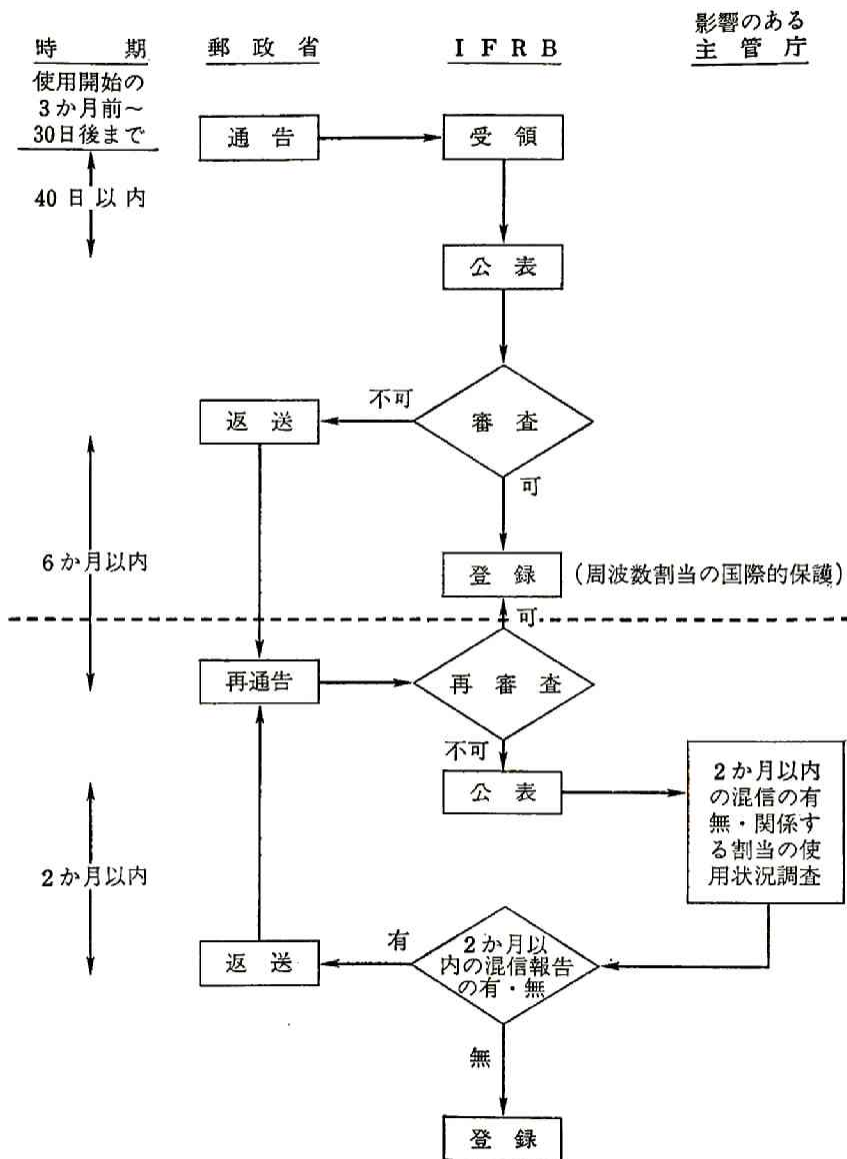 影響のある
時期 郵政省 IFRB 主管庁
使用開始の
3か月前～
30日後まで
通告
受領
40日以内
公表
不可
返送
審査
可
6か月以内
登録
(周波数割当の国際的保護)
可
再通告
再審査
不可
公表
2か月以内
の混信の有
無・関係す
る割当の使
用状況調査
2か月以内
有
返送
2か月以
内の混信報告
の有・無
無
登録